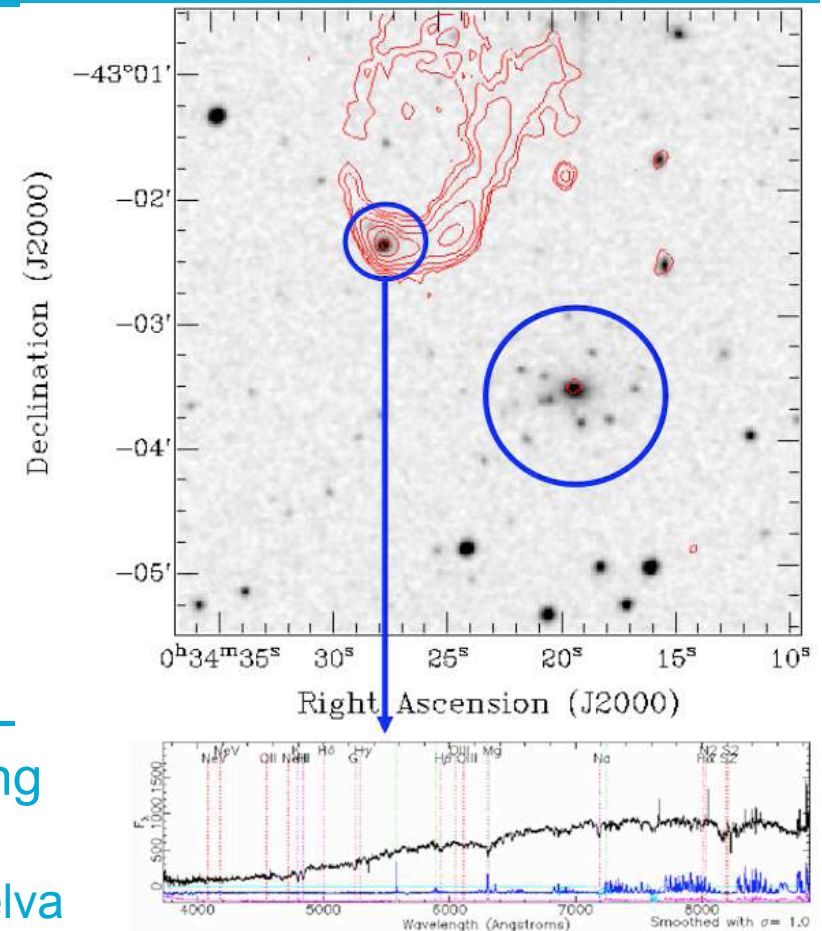 −43°01′
−02′
−03′
−04′
−05′
Declination (J2000)
0ʰ34ᵐ35ˢ 30ˢ 25ˢ 20ˢ 15ˢ 10ˢ
Right Ascension (J2000)
ng
elva
NeV NeV OII K Hδ G Hγ Hβ OIII OIII Mg Na N2 Hα S2 S2
F_λ
0 500 1000 1500
4000 5000 6000 7000 8000
Wavelength (Angstroms)
Smoothed with σ= 1.0